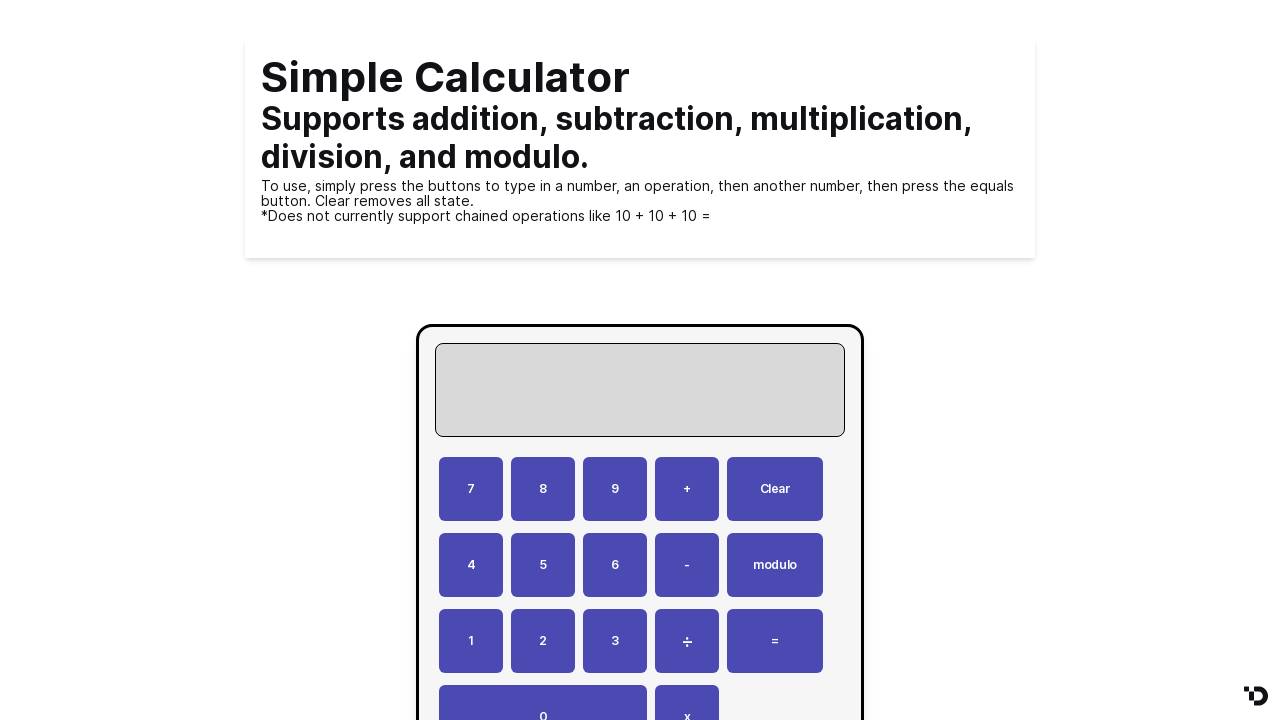 Simple Calculator
Supports addition, subtraction, multiplication,
division, and modulo.
To use, simply press the buttons to type in a number, an operation, then another number, then press the equals
button. Clear removes all state.
*Does not currently support chained operations like 10 + 10 + 10 =
7 8 9 + Clear
4 5 6 - modulo
1 2 3 ÷ =
0 x